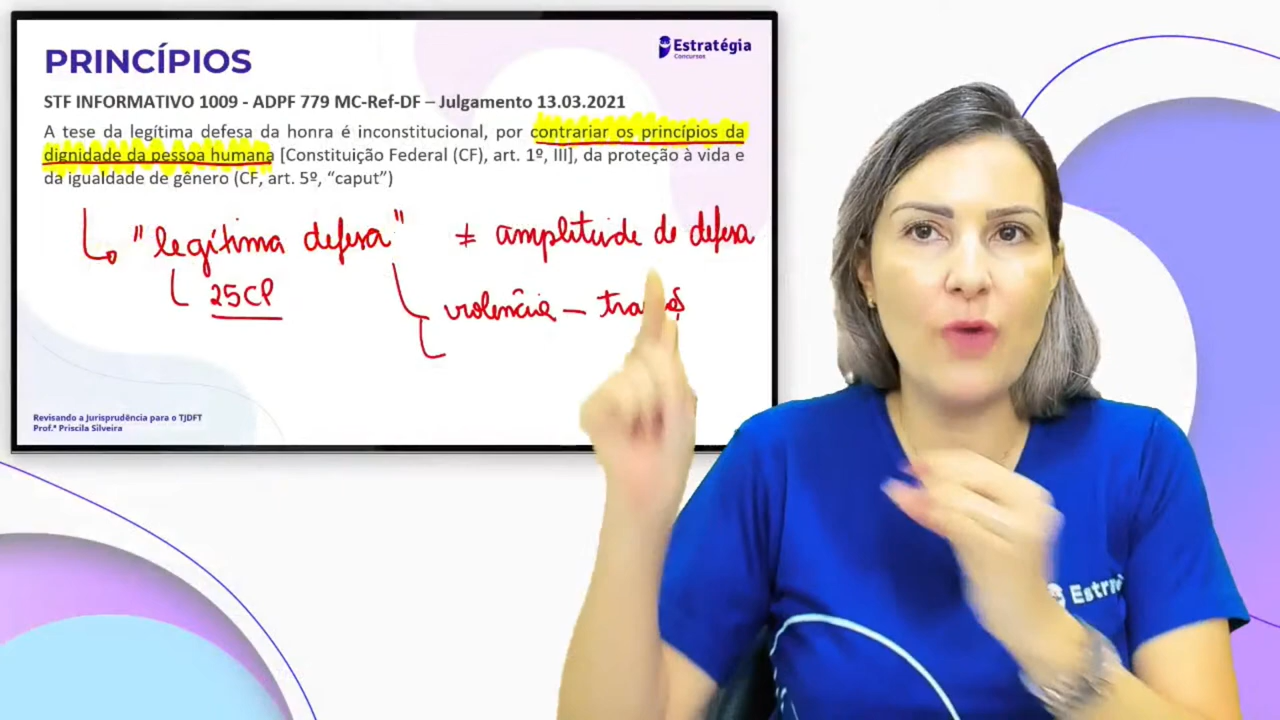 PRINCÍPIOS
Estratégia
Concursos
STF INFORMATIVO 1009 - ADPF 779 MC-Ref-DF – Julgamento 13.03.2021
A tese da legítima defesa da honra é inconstitucional, por contrariar os princípios da
dignidade da pessoa humana [Constituição Federal (CF), art. 1º, III], da proteção à vida e
da igualdade de gênero (CF, art. 5º, “caput”)
"legítima defesa" ≠ amplitude de defesa
25CP
violência –
Revisando a Jurisprudência para o TJDFT
Prof.ª Priscila Silveira